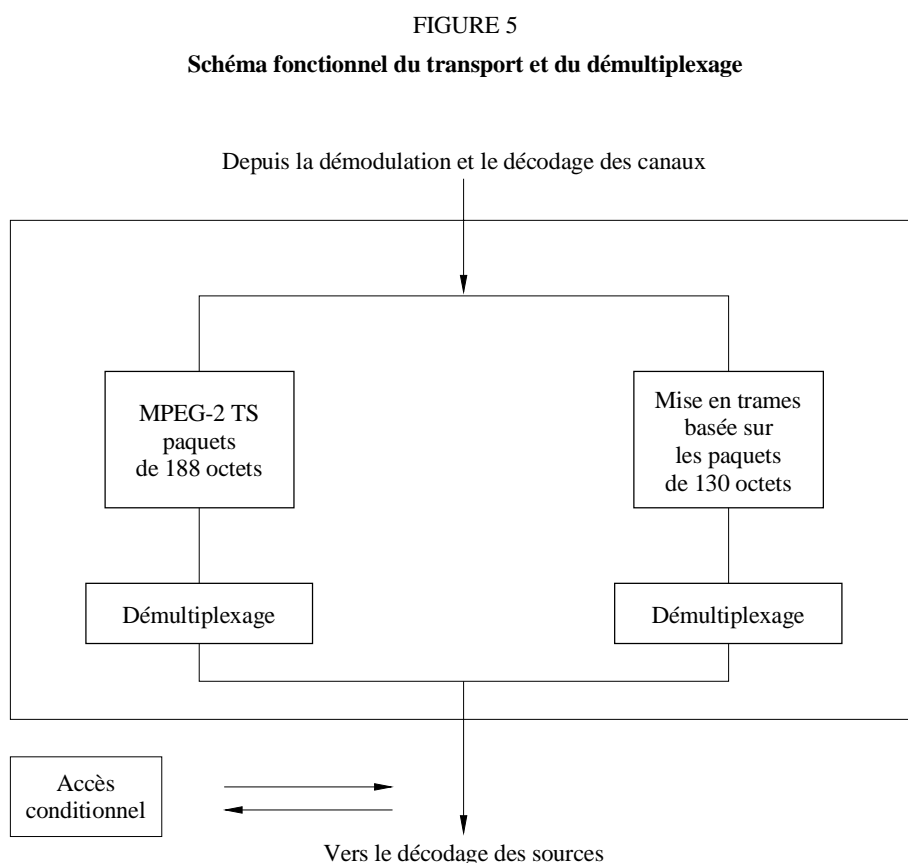 FIGURE 5
Schéma fonctionnel du transport et du démultiplexage
Depuis la démodulation et le décodage des canaux
MPEG-2 TS
paquets
de 188 octets
Mise en trames
basée sur
les paquets
de 130 octets
Démultiplexage
Démultiplexage
Accès
conditionnel
Vers le décodage des sources